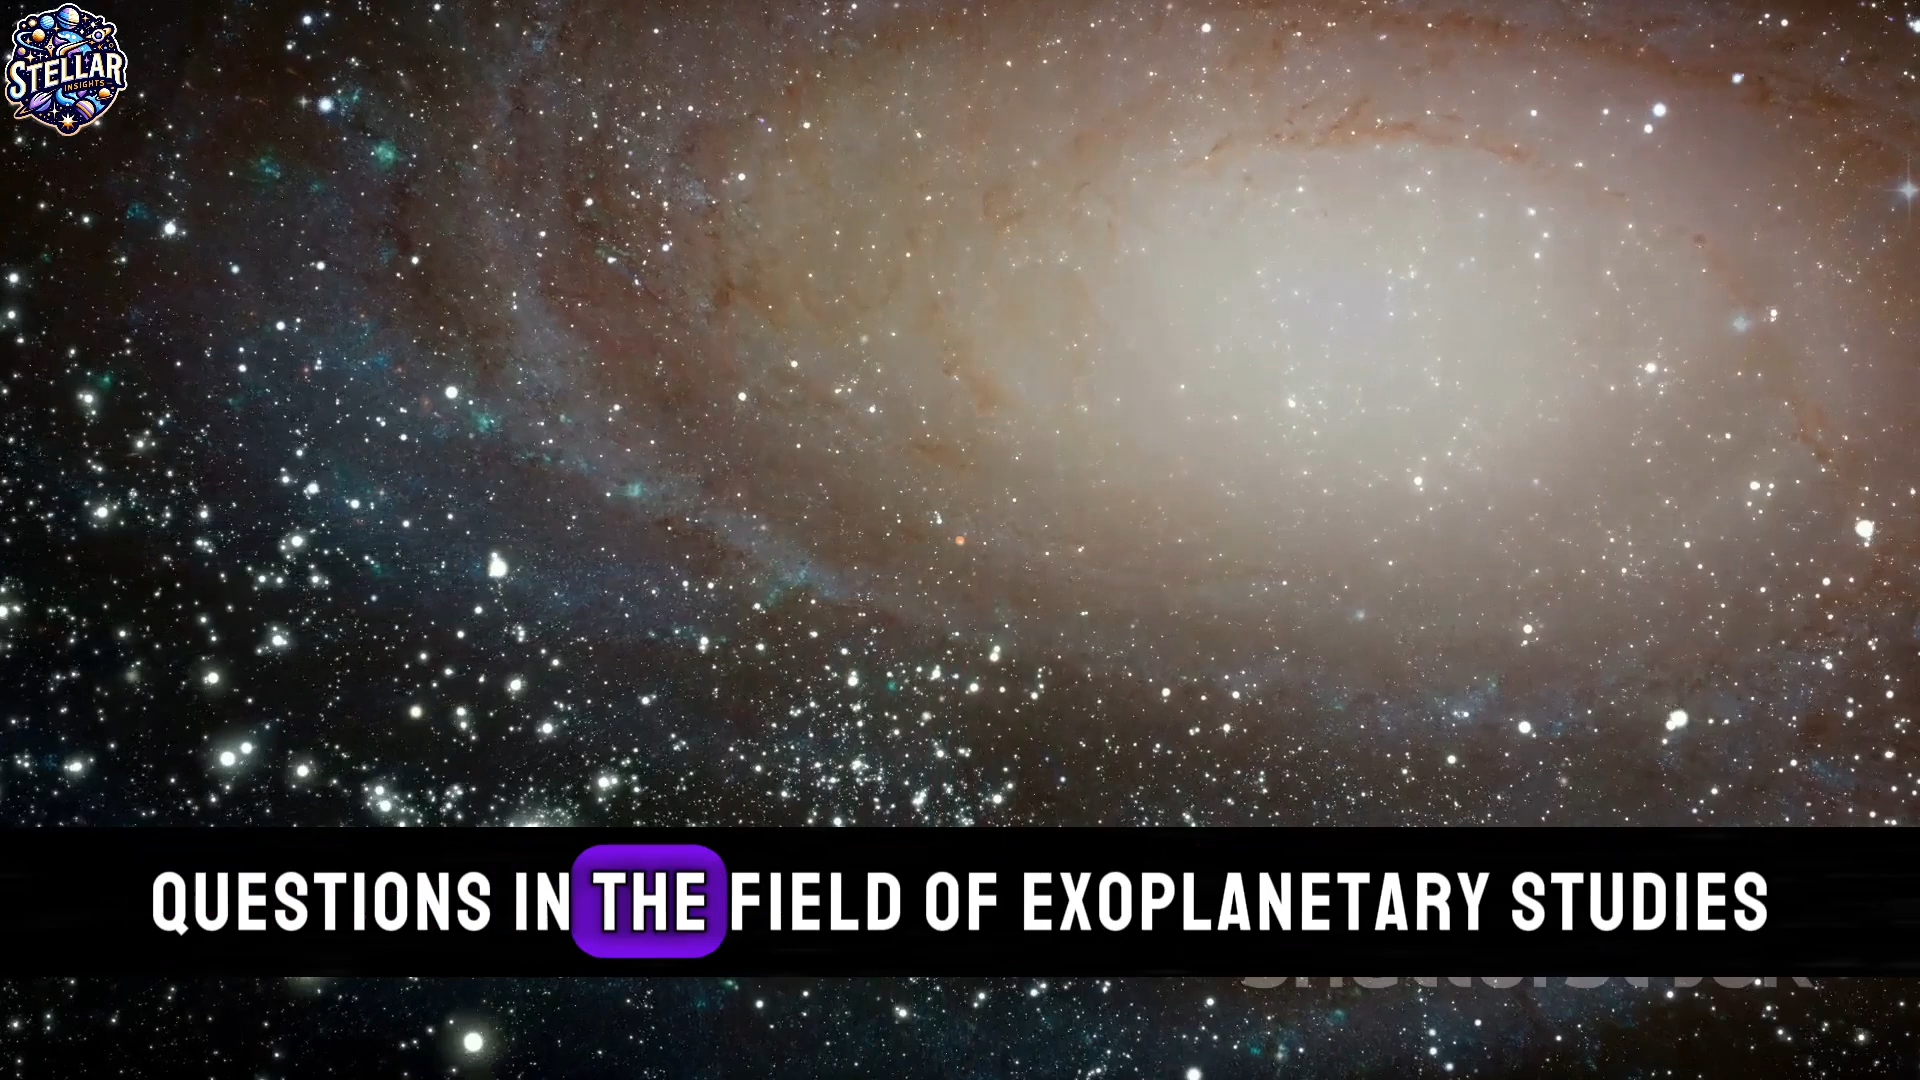 STELLAR
INSIGHTS
QUESTIONS IN THE FIELD OF EXOPLANETARY STUDIES